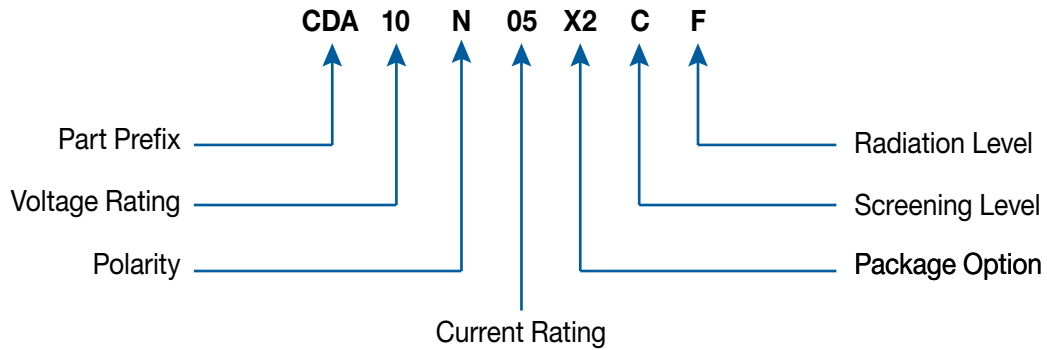 CDA 10 N 05 X2 C F
Part Prefix
Radiation Level
Voltage Rating
Screening Level
Polarity
Package Option
Current Rating